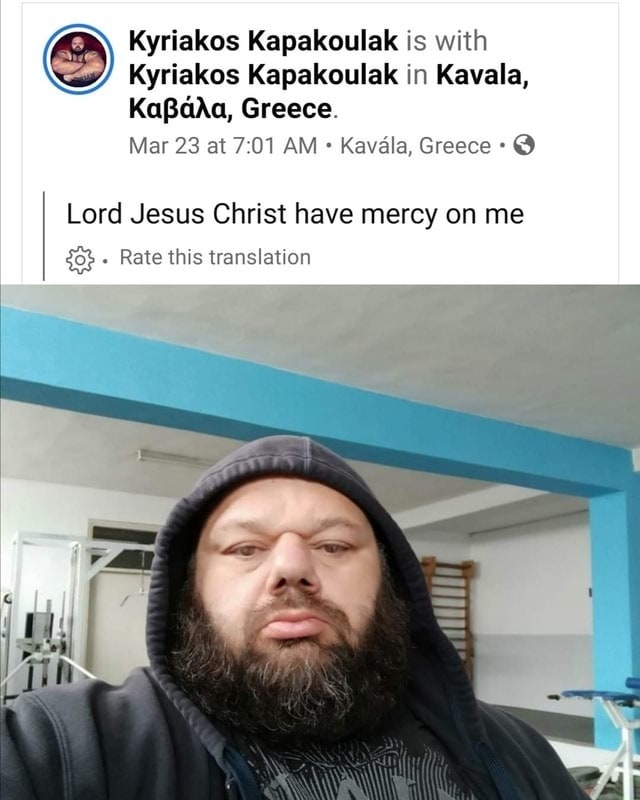 Kyriakos Kapakoulak is with
Kyriakos Kapakoulak in Kavala,
Καβάλα, Greece.
Mar 23 at 7:01 AM • Kavála, Greece •
Lord Jesus Christ have mercy on me
• Rate this translation